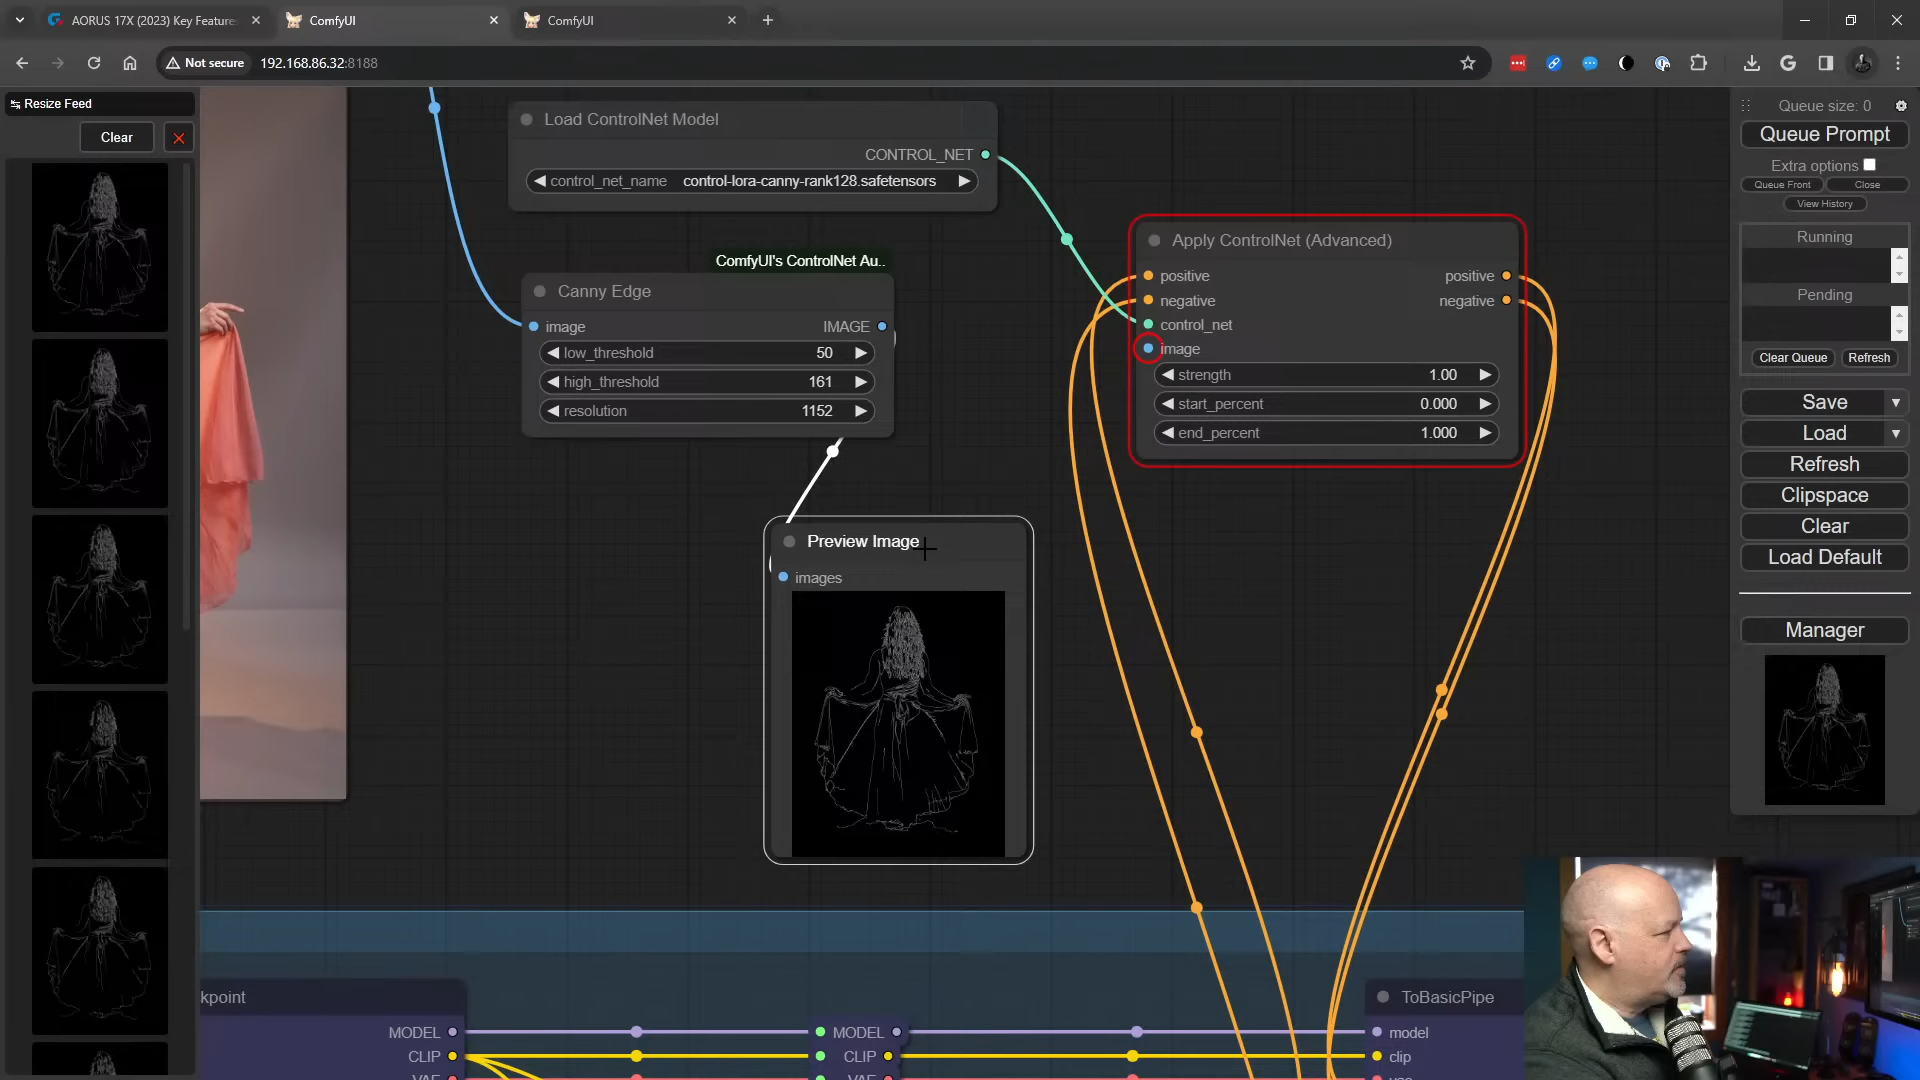 AORUS 17X (2023) Key Feature
ComfyUI
ComfyUI
Not secure
192.168.86.32:8188
Resize Feed
Clear
Load ControlNet Model
CONTROL_NET
control_net_name control-lora-canny-rank128.safetensors
ComfyUI's ControlNet Au..
Canny Edge
image
IMAGE
low_threshold 50
high_threshold 161
resolution 1152
Preview Image
images
Apply ControlNet (Advanced)
positive
positive
negative
negative
control_net
image
strength 1.00
start_percent 0.000
end_percent 1.000
kpoint
MODEL
CLIP
VAE
MODEL
CLIP
VAE
ToBasicPipe
model
clip
Queue size: 0
Queue Prompt
Extra options
Queue Front
Close
View History
Running
Pending
Clear Queue
Refresh
Save
Load
Refresh
Clipspace
Clear
Load Default
Manager